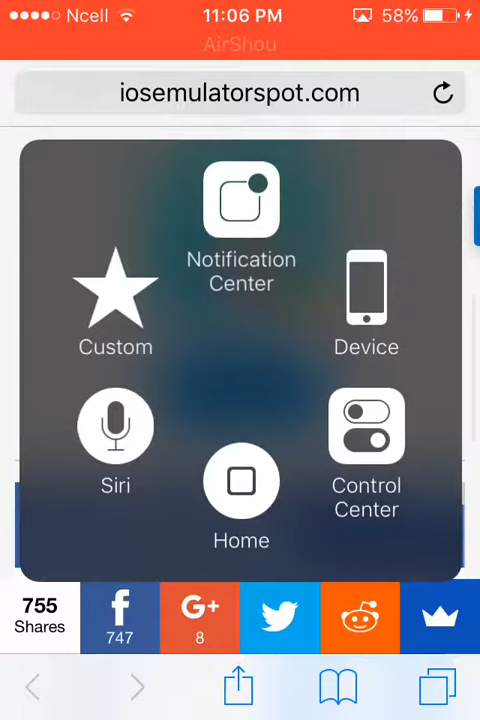 Ncell
11:06 PM
58%
AirShou
iosemulatorspot.com
Notification
Center
Custom
Device
Siri
Control
Center
Home
755
Shares
f
747
G+
8